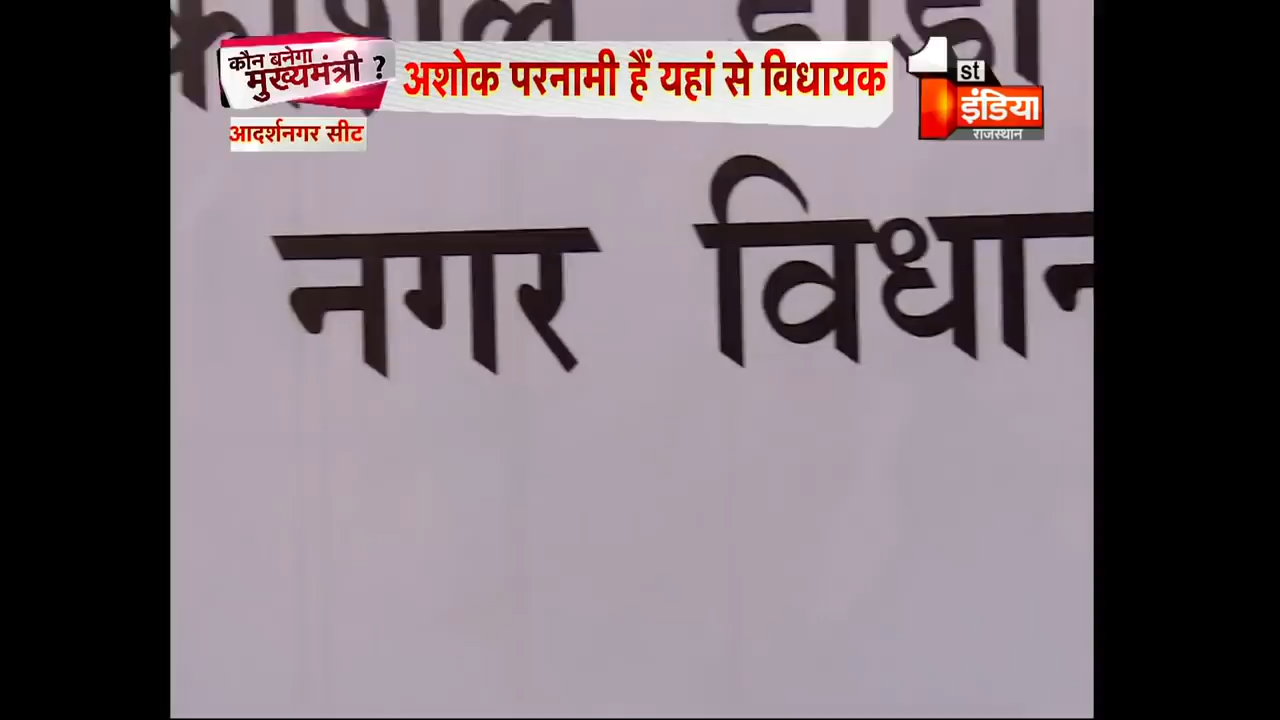 कौन बनेगा
मुख्यमंत्री ?
अशोक परनामी हैं यहां से विधायक
1st
इंडिया
राजस्थान
आदर्शनगर सीट
नगर विधान